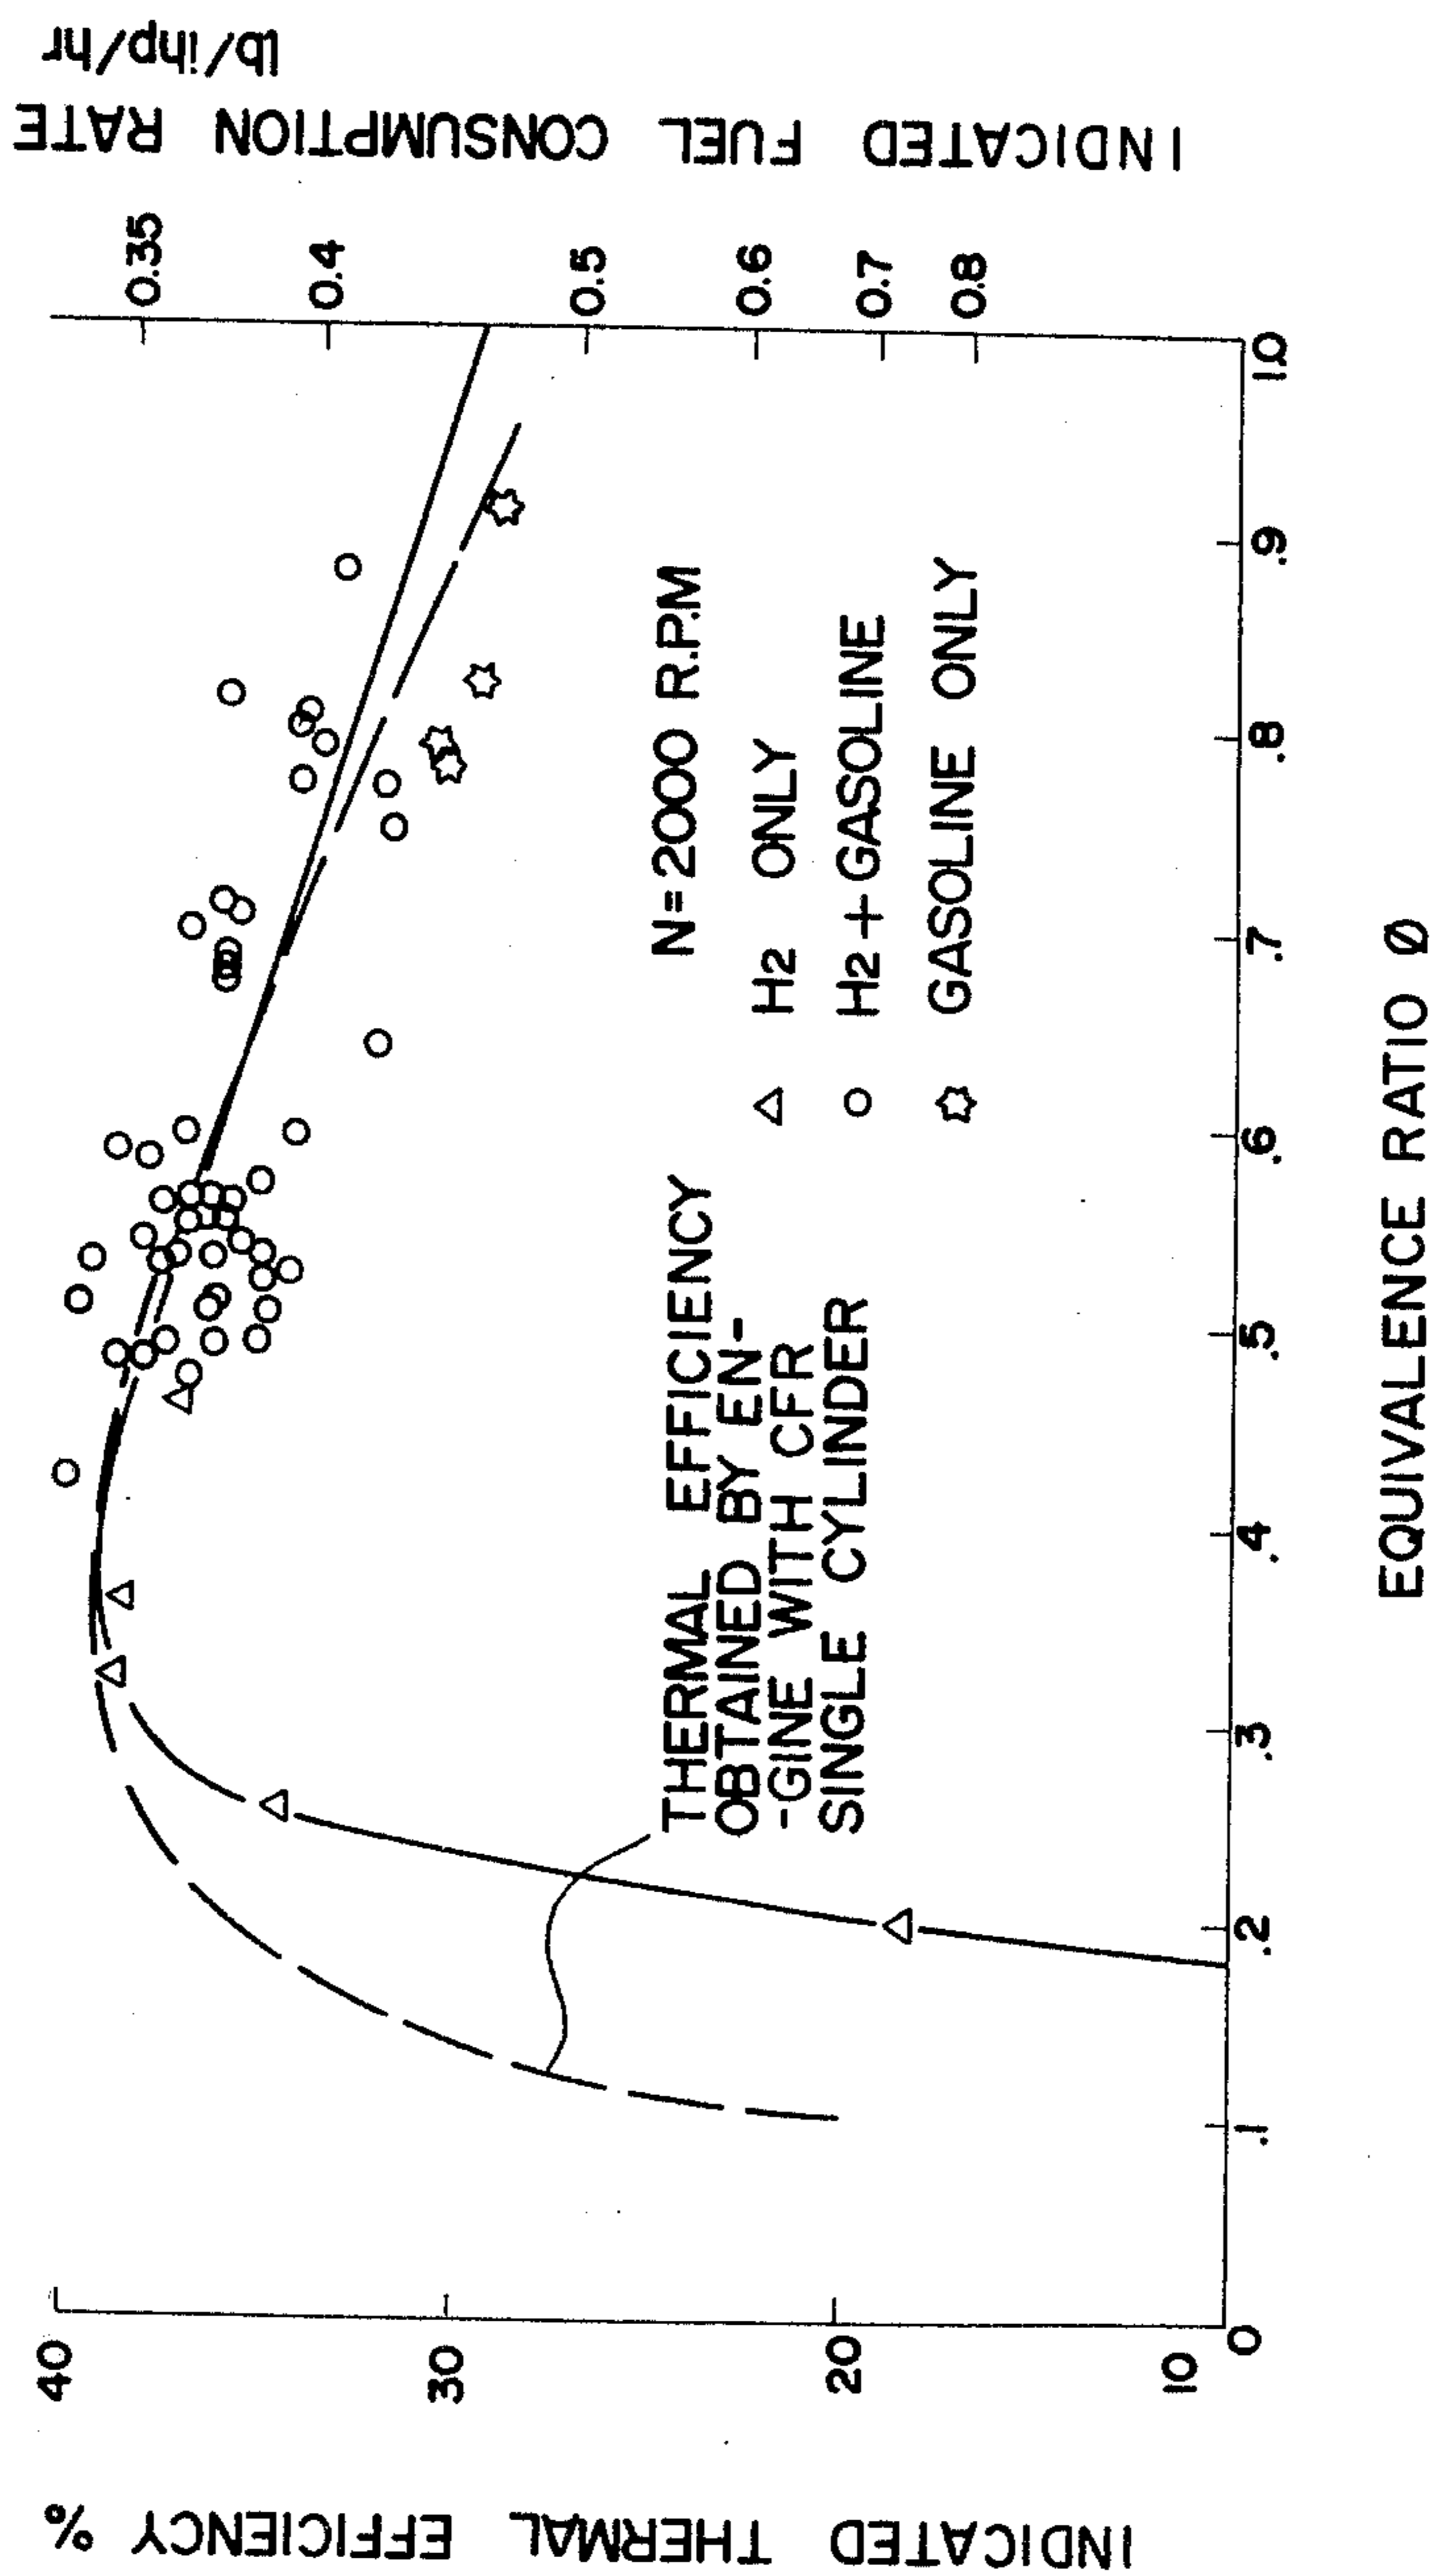 INDICATED THERMAL EFFICIENCY %
40
30
20
10
0
.1
.2
.3
.4
.5
.6
.7
.8
.9
1.0
EQUIVALENCE RATIO Ø
THERMAL EFFICIENCY
OBTAINED BY EN-
-GINE WITH CFR
SINGLE CYLINDER
N=2000 R.P.M
H2 ONLY
H2+GASOLINE
GASOLINE ONLY
0.35
0.4
0.5
0.6
0.7
0.8
INDICATED FUEL CONSUMPTION RATE
lb/ihp/hr